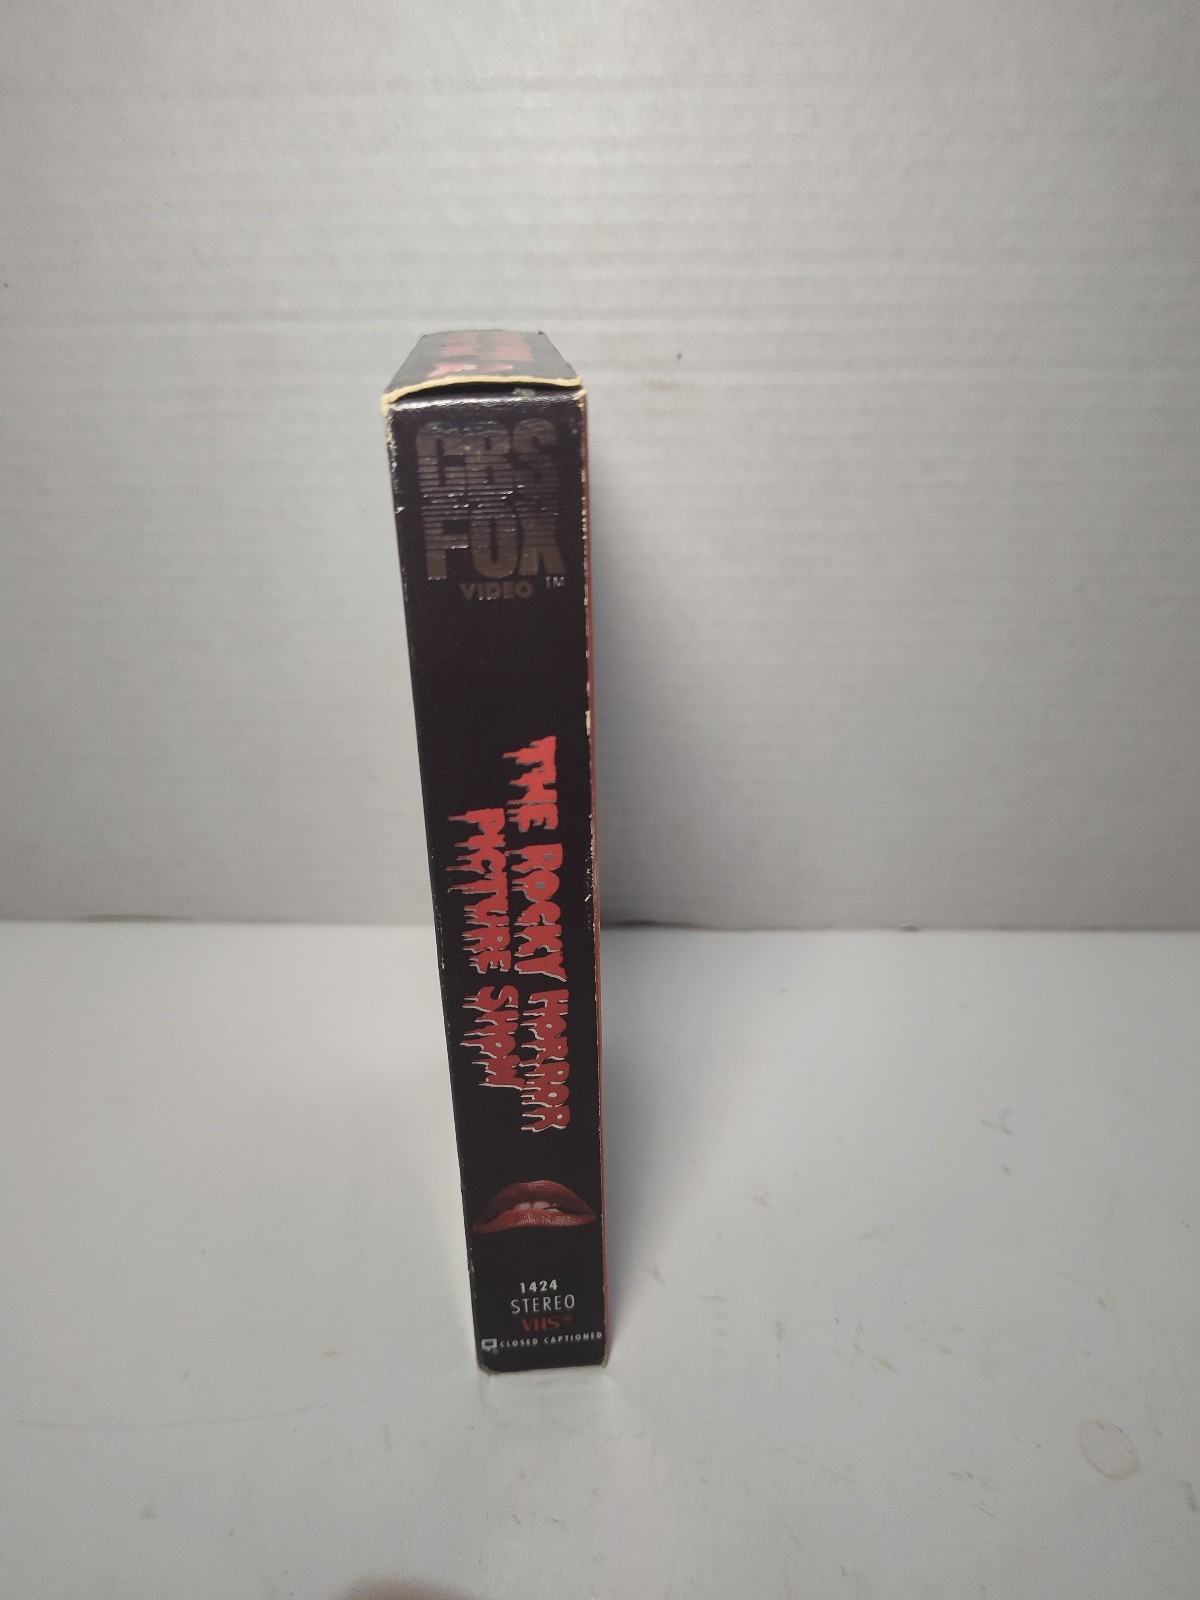 CBS
FOX
VIDEO ™
THE ROCKY HORROR
PICTURE SHOW
1424
STEREO
VHS®
CLOSED CAPTIONED